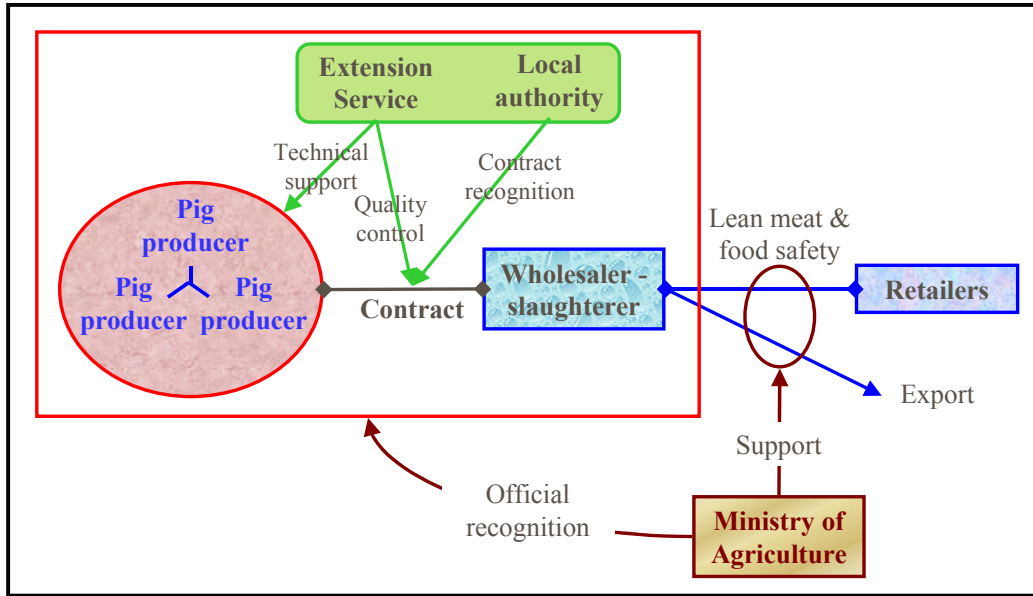 Extension
Service
Local
authority
Technical
support
Contract
recognition
Quality
control
Pig
producer
Pig
producer
Pig
producer
Contract
Wholesaler -
slaughterer
Lean meat &
food safety
Retailers
Export
Support
Official
recognition
Ministry of
Agriculture